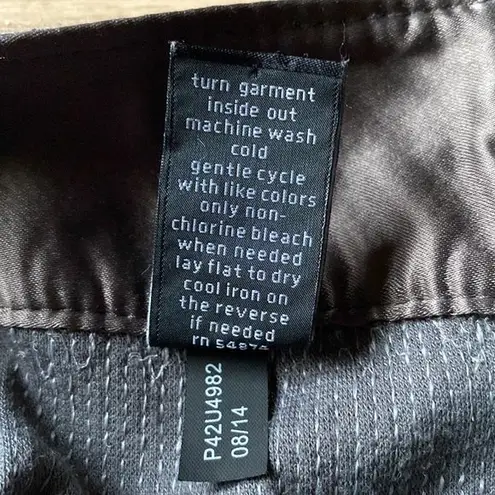 turn garment
inside out
machine wash
cold
gentle cycle
with like colors
only non-
chlorine bleach
when needed
lay flat to dry
cool iron on
the reverse
if needed
rn
P42U4982
08/14